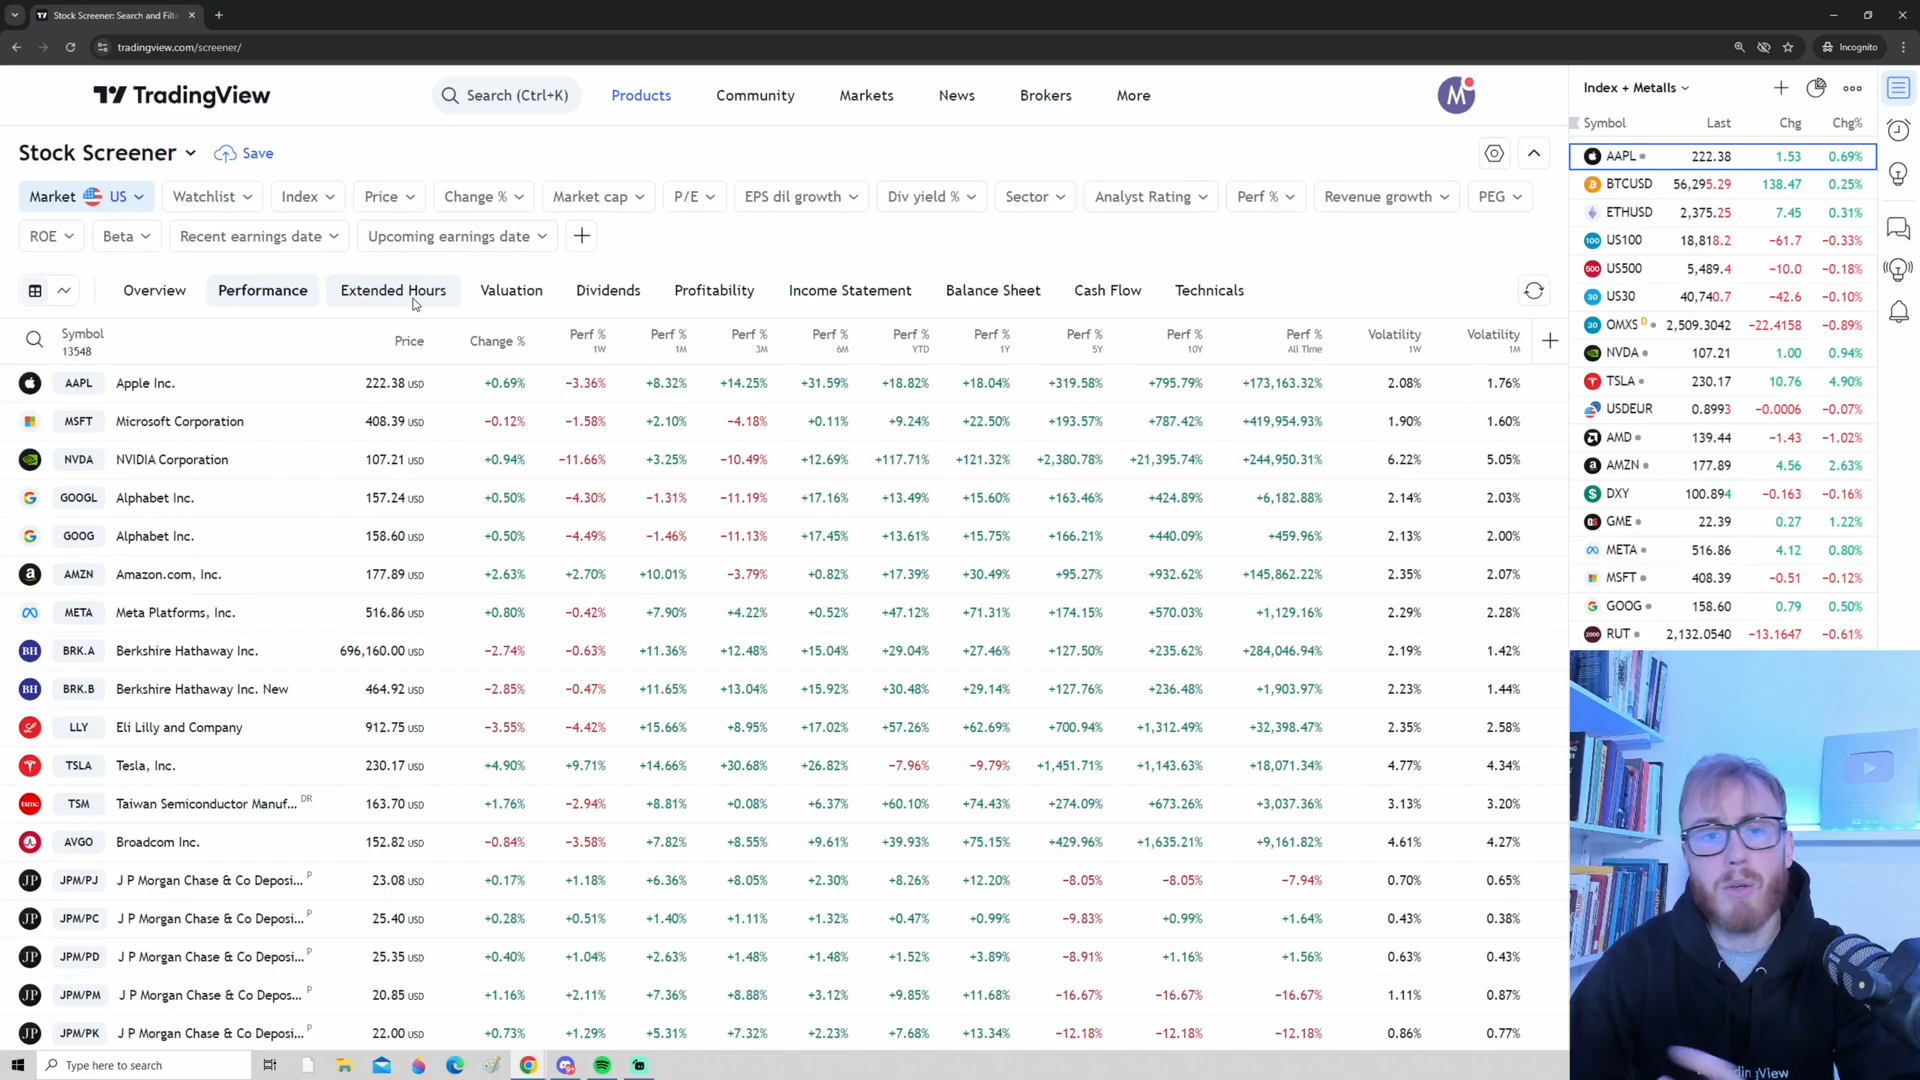 Stock Screener: Search and Filte
tradingview.com/screener/
Incognito
TradingView
Search (Ctrl+K)
Products
Community
Markets
News
Brokers
More
M
Stock Screener
Save
Market US
Watchlist
Index
Price
Change %
Market cap
P/E
EPS dil growth
Div yield %
Sector
Analyst Rating
Perf %
Revenue growth
PEG
ROE
Beta
Recent earnings date
Upcoming earnings date
Overview
Performance
Extended Hours
Valuation
Dividends
Profitability
Income Statement
Balance Sheet
Cash Flow
Technicals
Symbol Price Change % Perf % Perf % Perf % Perf % Perf % Perf % Perf % Perf % Perf % Volatility Volatility
13548 1W 1M 3M 6M YTD 1Y 5Y 10Y All Time 1W 1M
AAPL Apple Inc. 222.38 USD +0.69% −3.36% +8.32% +14.25% +31.59% +18.82% +18.04% +319.58% +795.79% +173,163.32% 2.08% 1.76%
MSFT Microsoft Corporation 408.39 USD −0.12% −1.58% +2.10% −4.18% +0.11% +9.24% +22.50% +193.57% +787.42% +419,954.93% 1.90% 1.60%
NVDA NVIDIA Corporation 107.21 USD +0.94% −11.66% +3.25% −10.49% +12.69% +117.71% +121.32% +2,380.78% +21,395.74% +244,950.31% 6.22% 5.05%
GOOGL Alphabet Inc. 157.24 USD +0.50% −4.30% −1.31% −11.19% +17.16% +13.49% +15.60% +163.46% +424.89% +6,182.88% 2.14% 2.03%
GOOG Alphabet Inc. 158.60 USD +0.50% −4.49% −1.46% −11.13% +17.45% +13.61% +15.75% +166.21% +440.09% +459.96% 2.13% 2.00%
AMZN Amazon.com, Inc. 177.89 USD +2.63% +2.70% +10.01% −3.79% +0.82% +17.39% +30.49% +95.27% +932.62% +145,862.22% 2.35% 2.07%
META Meta Platforms, Inc. 516.86 USD +0.80% −0.42% +7.90% +4.22% +0.52% +47.12% +71.31% +174.15% +570.03% +1,129.16% 2.29% 2.28%
BH BRK.A Berkshire Hathaway Inc. 696,160.00 USD −2.74% −0.63% +11.36% +12.48% +15.04% +29.04% +27.46% +127.50% +235.62% +284,046.94% 2.19% 1.42%
BH BRK.B Berkshire Hathaway Inc. New 464.92 USD −2.85% −0.47% +11.65% +13.04% +15.92% +30.48% +29.14% +127.76% +236.48% +1,903.97% 2.23% 1.44%
LLY Eli Lilly and Company 912.75 USD −3.55% −4.42% +15.66% +8.95% +17.02% +57.26% +62.69% +700.94% +1,312.49% +32,398.47% 2.35% 2.58%
TSLA Tesla, Inc. 230.17 USD +4.90% +9.71% +14.66% +30.68% +26.82% −7.96% −9.79% +1,451.71% +1,143.63% +18,071.34% 4.77% 4.34%
tsmc TSM Taiwan Semiconductor Manuf... DR 163.70 USD +1.76% −2.94% +8.81% +0.08% +6.37% +60.10% +74.43% +274.09% +673.26% +3,037.36% 3.13% 3.20%
AVGO Broadcom Inc. 152.82 USD −0.84% −3.58% +7.82% +8.55% +9.61% +39.93% +75.15% +429.96% +1,635.21% +9,161.82% 4.61% 4.27%
JP JPM/PJ J P Morgan Chase & Co Deposi... P 23.08 USD +0.17% +1.18% +6.36% +8.05% +2.30% +8.26% +12.20% −8.05% −8.05% −7.94% 0.70% 0.65%
JP JPM/PC J P Morgan Chase & Co Deposi... P 25.40 USD +0.28% +0.51% +1.40% +1.11% +1.32% +0.47% +0.99% −9.83% +0.99% +1.64% 0.43% 0.38%
JP JPM/PD J P Morgan Chase & Co Deposi... P 25.35 USD +0.40% +1.04% +2.63% +1.48% +1.48% +1.52% +3.89% −8.91% +1.16% +1.56% 0.63% 0.43%
JP JPM/PM J P Morgan Chase & Co Depos... P 20.85 USD +1.16% +2.11% +7.36% +8.88% +3.12% +9.85% +11.68% −16.67% −16.67% −16.67% 1.11% 0.87%
JP JPM/PK J P Morgan Chase & Co Deposi... P 22.00 USD +0.73% +1.29% +5.31% +7.32% +2.23% +7.68% +13.34% −12.18% −12.18% −12.18% 0.86% 0.77%
Index + Metalls
Symbol Last Chg Chg%
AAPL 222.38 1.53 0.69%
BTCUSD 56,295.29 138.47 0.25%
ETHUSD 2,375.25 7.45 0.31%
100 US100 18,818.2 −61.7 −0.33%
500 US500 5,489.4 −10.0 −0.18%
30 US30 40,740.7 −42.6 −0.10%
30 OMXS D 2,509.3042 −22.4158 −0.89%
NVDA 107.21 1.00 0.94%
TSLA 230.17 10.76 4.90%
USDEUR 0.8993 −0.0006 −0.07%
AMD 139.44 −1.43 −1.02%
AMZN 177.89 4.56 2.63%
DXY 100.894 −0.163 −0.16%
GME 22.39 0.27 1.22%
META 516.86 4.12 0.80%
MSFT 408.39 −0.51 −0.12%
GOOG 158.60 0.79 0.50%
2000 RUT 2,132.0540 −13.1647 −0.61%
Type here to search